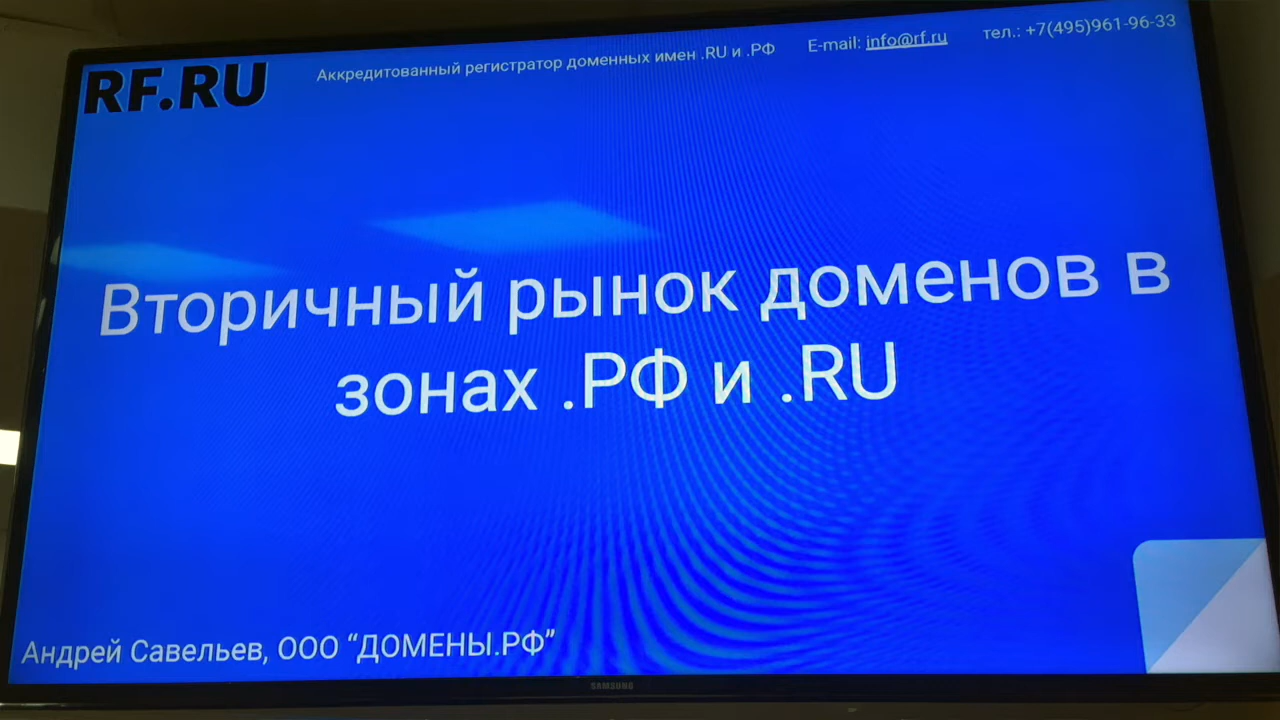 RF.RU
Аккредитованный регистратор доменных имен .RU и .РФ
E-mail: info@rf.ru
тел.: +7(495)961-96-33
Вторичный рынок доменов в
зонах .РФ и .RU
Андрей Савельев, ООО “ДОМЕНЫ.РФ”
SAMSUNG